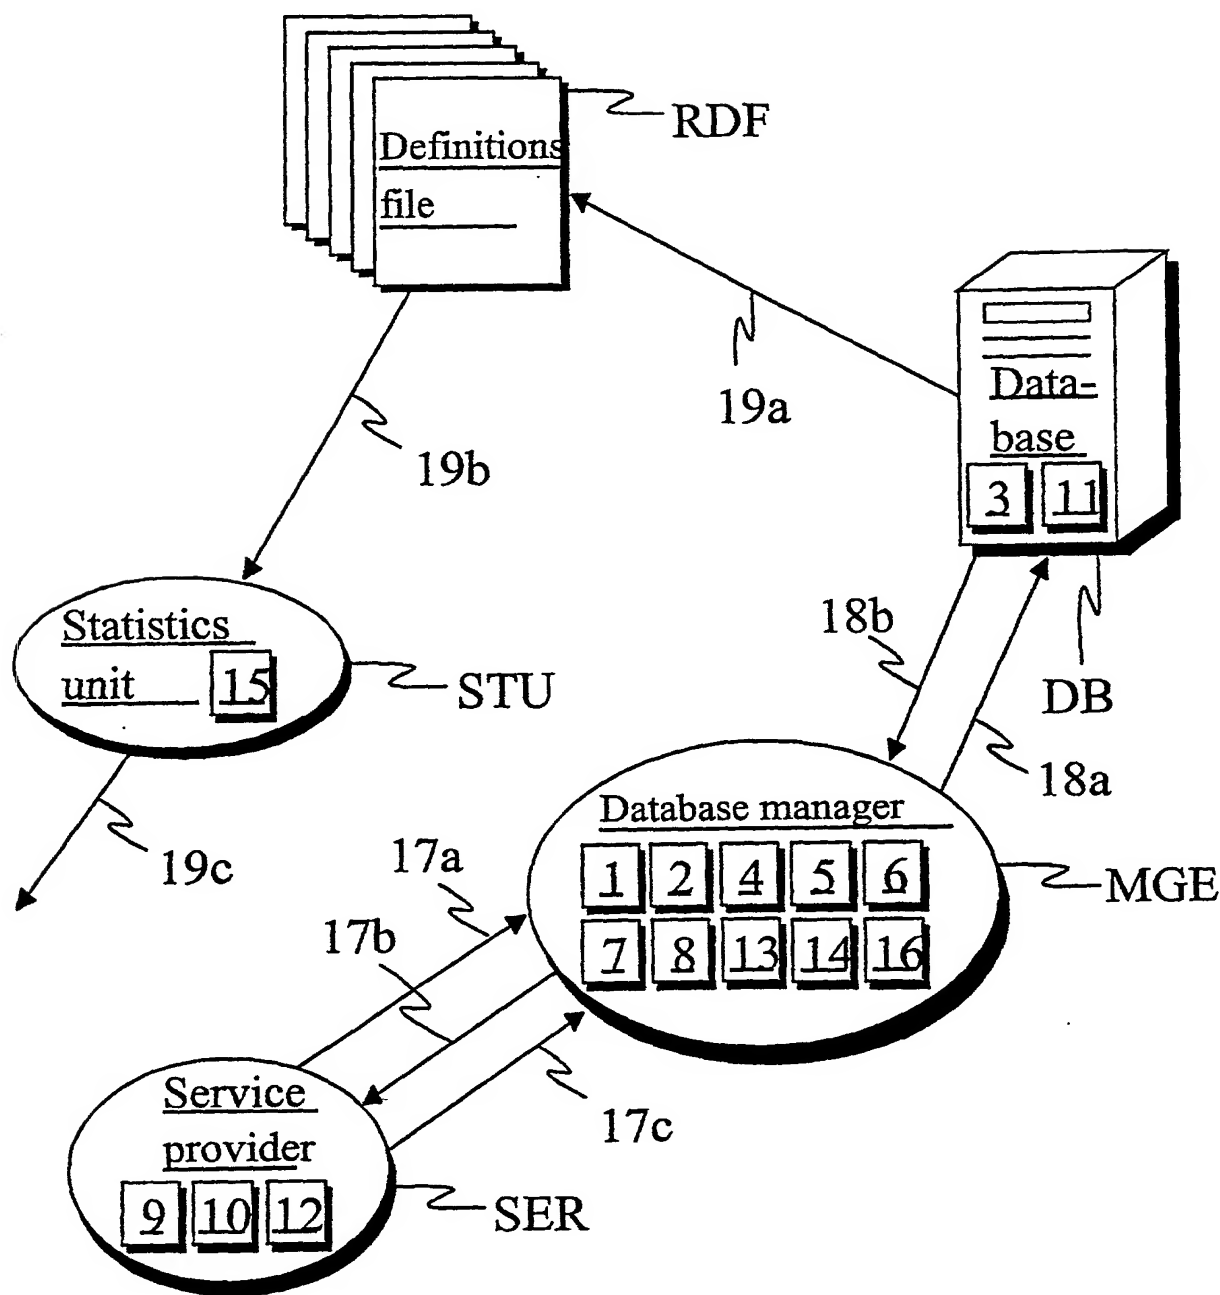 RDF
Definitions
file
19a
Data-
base
3 11
19b
18b
DB
18a
Statistics
unit 15
STU
19c
Database manager
1 2 4 5 6
7 8 13 14 16
MGE
17a
17b
17c
Service
provider
9 10 12
SER